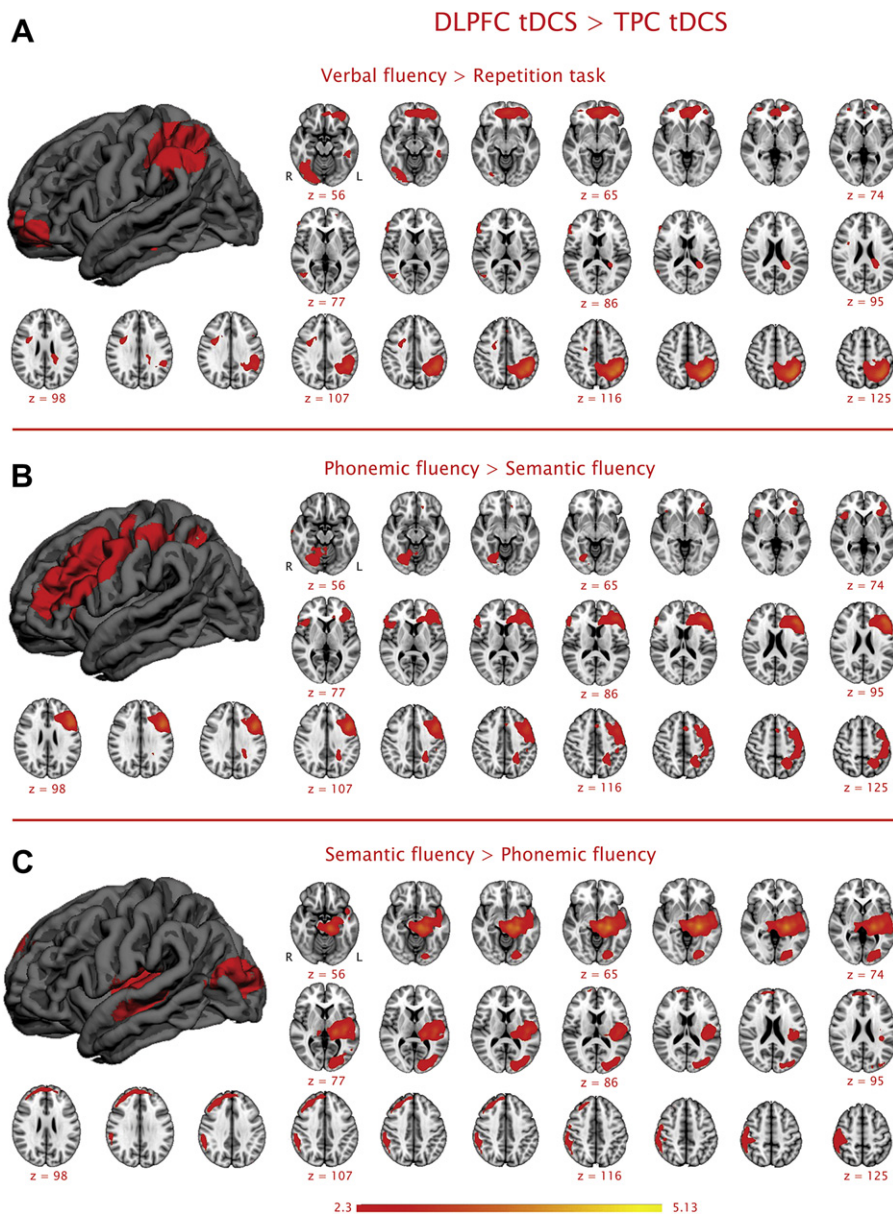 A
DLPFC tDCS > TPC tDCS
Verbal fluency > Repetition task
R L
z = 56 z = 65 z = 74
z = 77 z = 86 z = 95
z = 98 z = 107 z = 116 z = 125
B
Phonemic fluency > Semantic fluency
R L
z = 56 z = 65 z = 74
z = 77 z = 86 z = 95
z = 98 z = 107 z = 116 z = 125
C
Semantic fluency > Phonemic fluency
R L
z = 56 z = 65 z = 74
z = 77 z = 86 z = 95
z = 98 z = 107 z = 116 z = 125
2.3 5.13